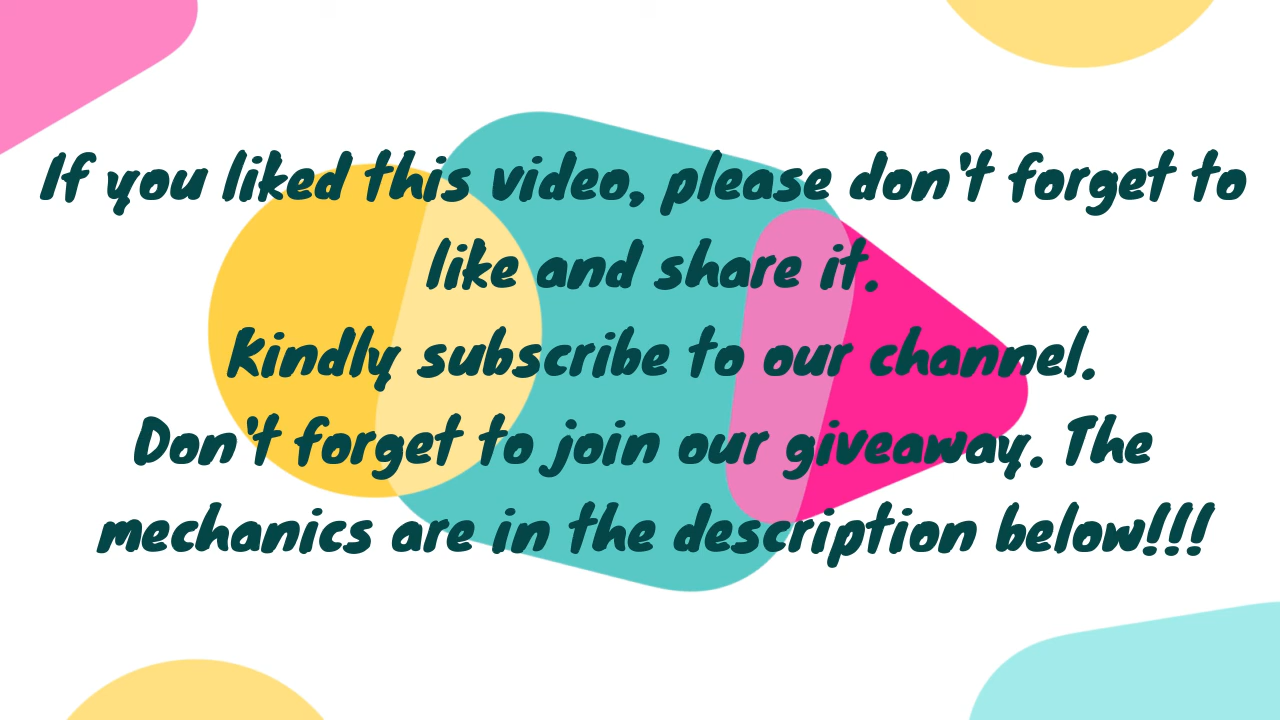 If you liked this video, please don't forget to
like and share it.
Kindly subscribe to our channel.
Don't forget to join our giveaway. The
mechanics are in the description below!!!